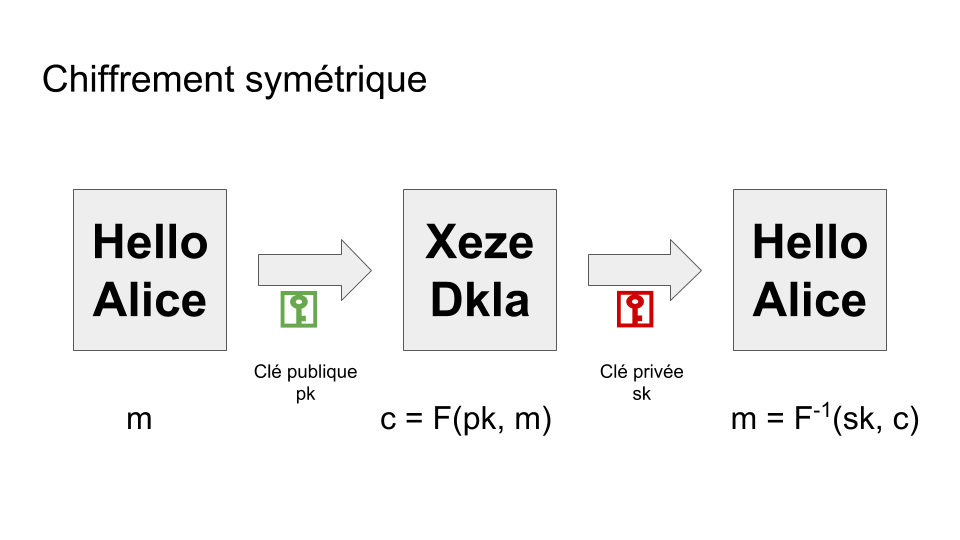 Chiffrement symétrique
Hello
Alice
Xeze
Dkla
Hello
Alice
Clé publique
pk
Clé privée
sk
m
c = F(pk, m)
m = F⁻¹(sk, c)